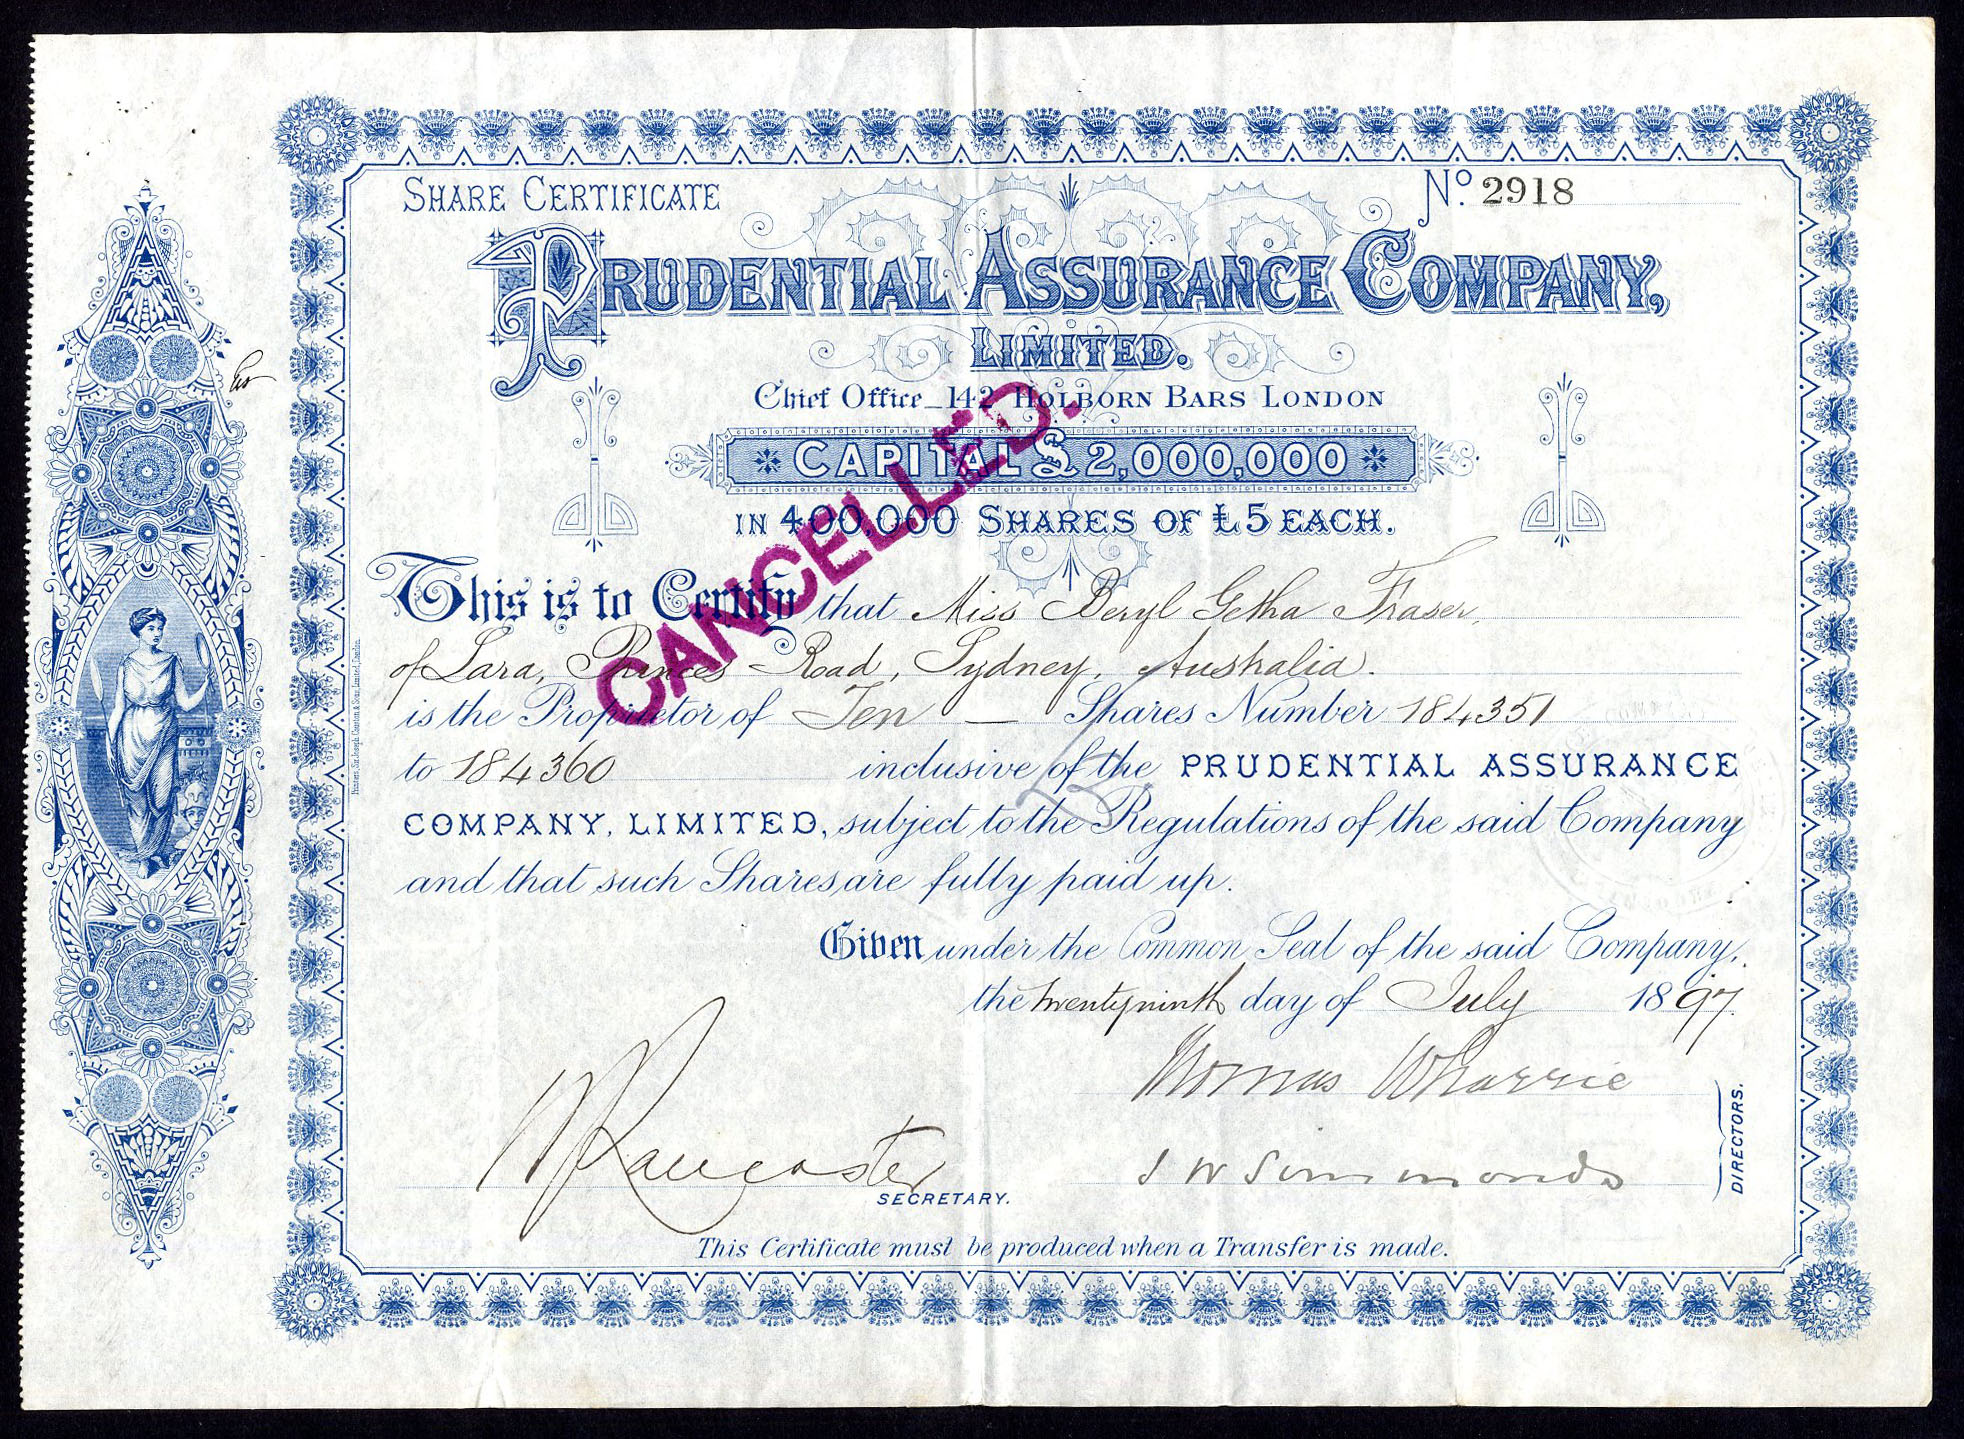 SHARE CERTIFICATE
No. 2918
PRUDENTIAL ASSURANCE COMPANY,
LIMITED.
Chief Office _ 142 HOLBORN BARS LONDON
CAPITAL £2,000,000
IN 400,000 SHARES OF £5 EACH.
CANCELLED.
This is to Certify that Miss Beryl Getha Fraser,
of Lara, Princes Road, Sydney, Australia.
is the Proprietor of Ten — Shares Number 184351
to 184360 inclusive of the PRUDENTIAL ASSURANCE
COMPANY, LIMITED, subject to the Regulations of the said Company
and that such Shares are fully paid up.
Given under the Common Seal of the said Company,
the twentyninth day of July 1897.
Thomas Wharrie
W Lancaster
SECRETARY.
J W Simmonds
DIRECTORS.
This Certificate must be produced when a Transfer is made.